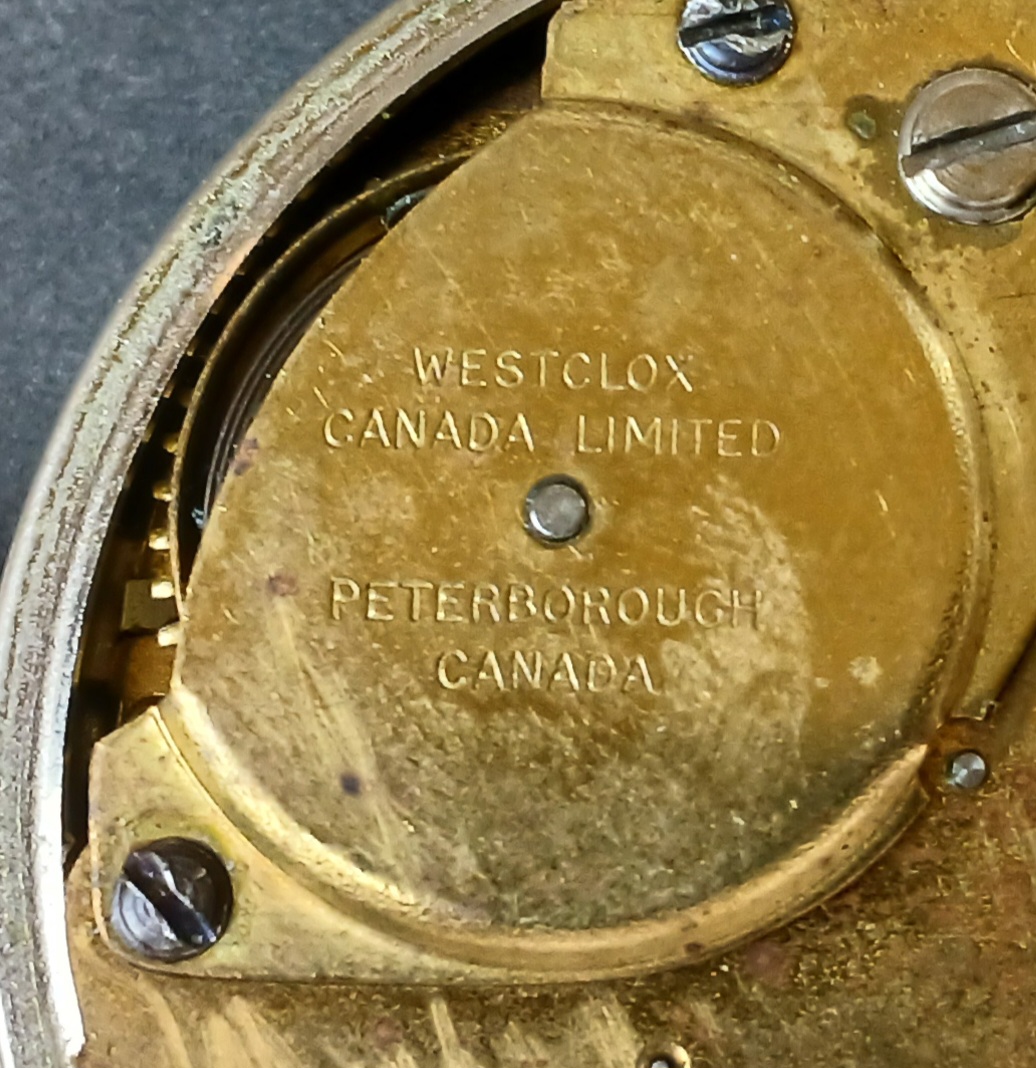 WESTCLOX
CANADA LIMITED
PETERBOROUGH
CANADA